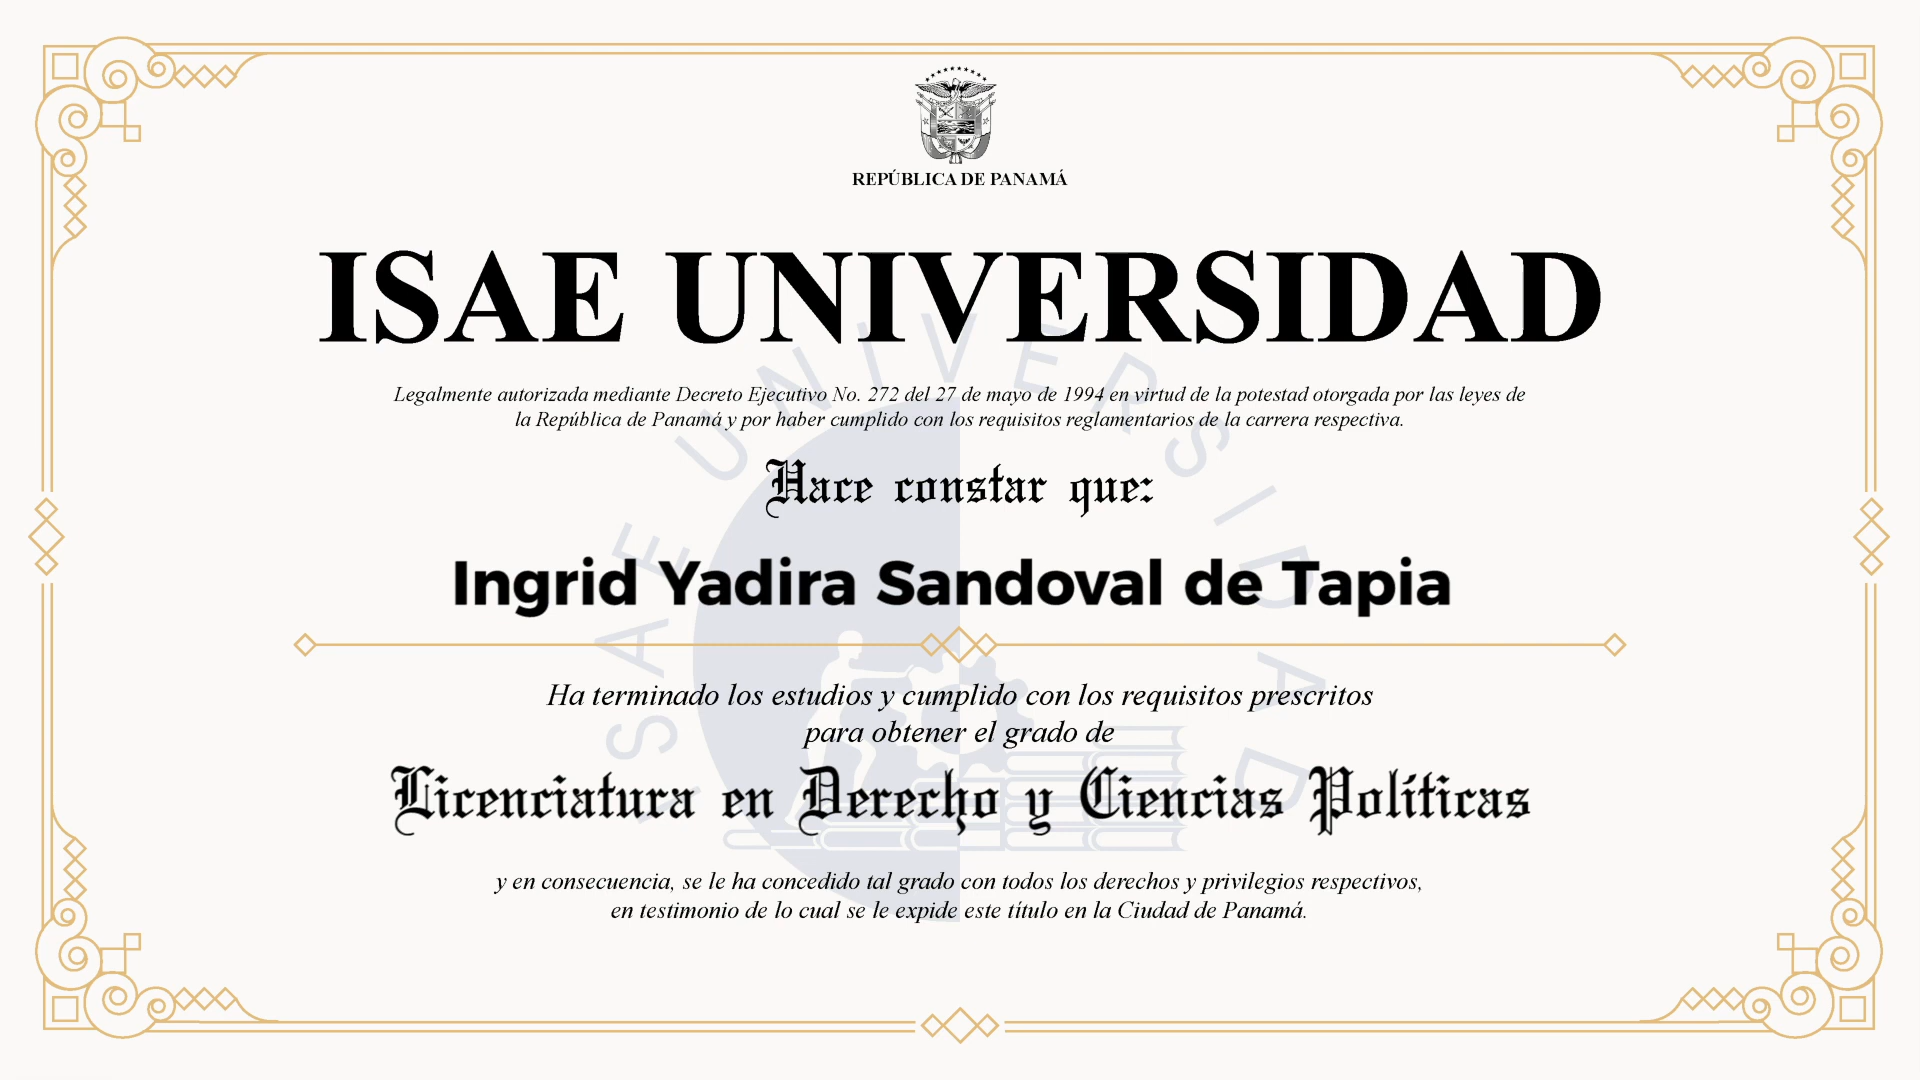 REPÚBLICA DE PANAMÁ
ISAE UNIVERSIDAD
Legalmente autorizada mediante Decreto Ejecutivo No. 272 del 27 de mayo de 1994 en virtud de la potestad otorgada por las leyes de
la República de Panamá y por haber cumplido con los requisitos reglamentarios de la carrera respectiva.
Hace constar que:
Ingrid Yadira Sandoval de Tapia
Ha terminado los estudios y cumplido con los requisitos prescritos
para obtener el grado de
Licenciatura en Derecho y Ciencias Políticas
y en consecuencia, se le ha concedido tal grado con todos los derechos y privilegios respectivos,
en testimonio de lo cual se le expide este título en la Ciudad de Panamá.
ISAE UNIVERSIDAD